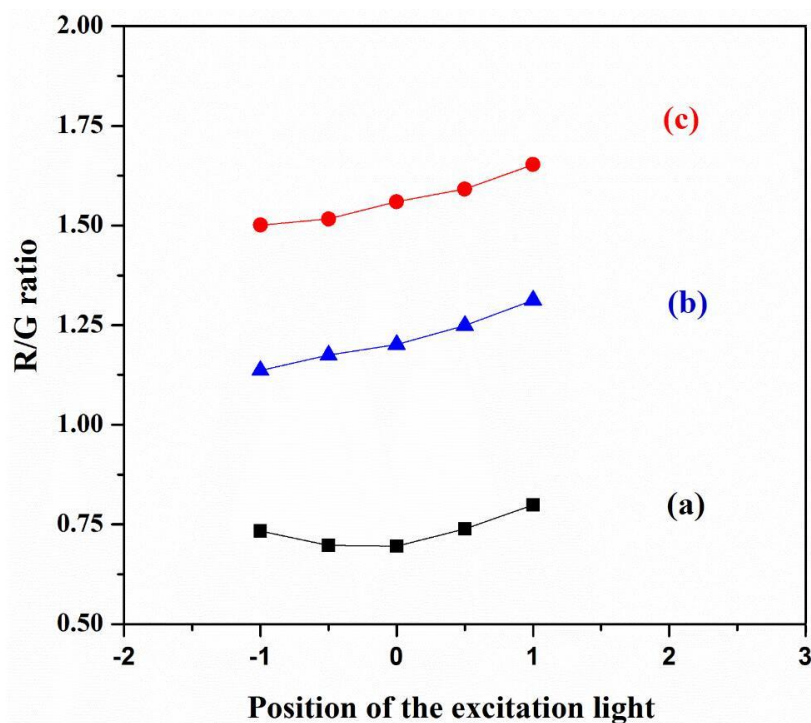 2.00
1.75
1.50
1.25
1.00
0.75
0.50
R/G ratio
(c)
(b)
(a)
-2 -1 0 1 2 3
Position of the excitation light